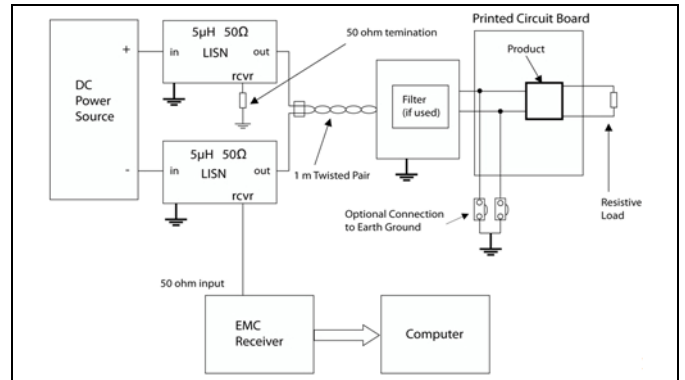 Printed Circuit Board
5µH 50Ω
in
out
LISN
rcvr
50 ohm temination
Product
+
DC
Power
Source
-
Filter
(if used)
5µH 50Ω
in
out
LISN
rcvr
1 m Twisted Pair
Optional Connection
to Earth Ground
Resistive
Load
50 ohm input
EMC
Receiver
Computer